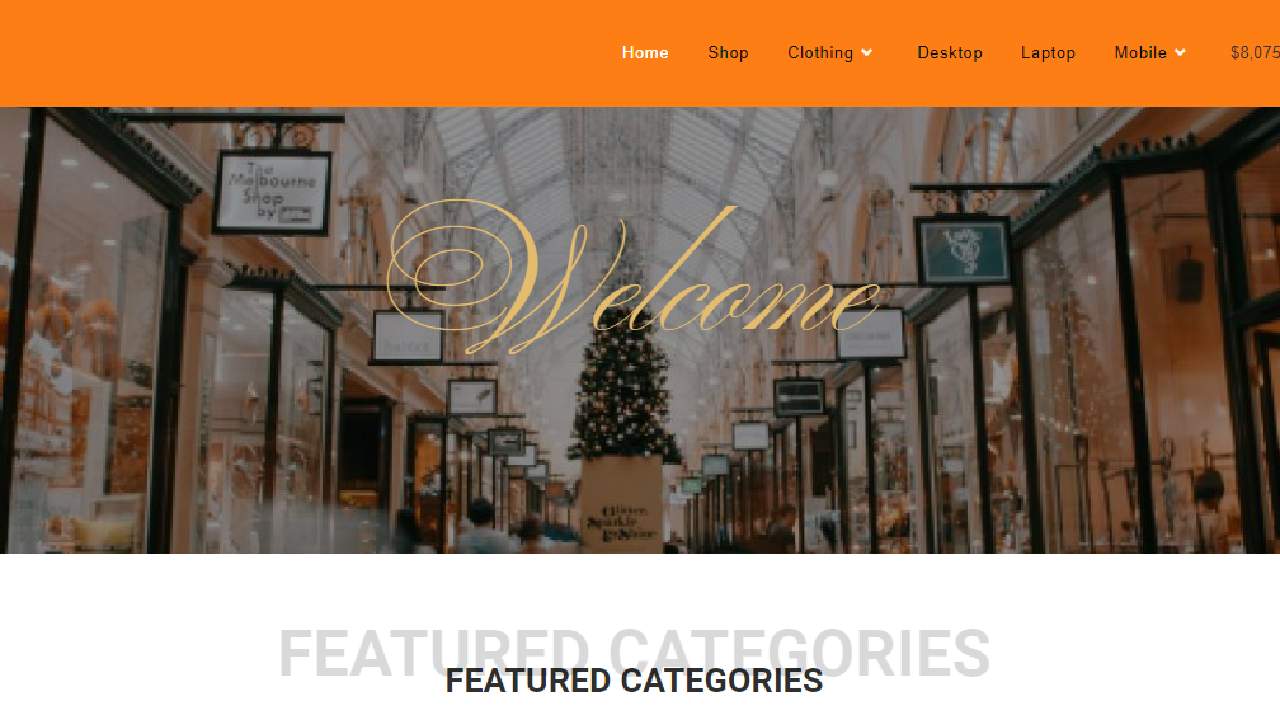 Home Shop Clothing Desktop Laptop Mobile $8,075
The
Melbourne
Shop
by
Welcome
FEATURED CATEGORIES
FEATURED CATEGORIES